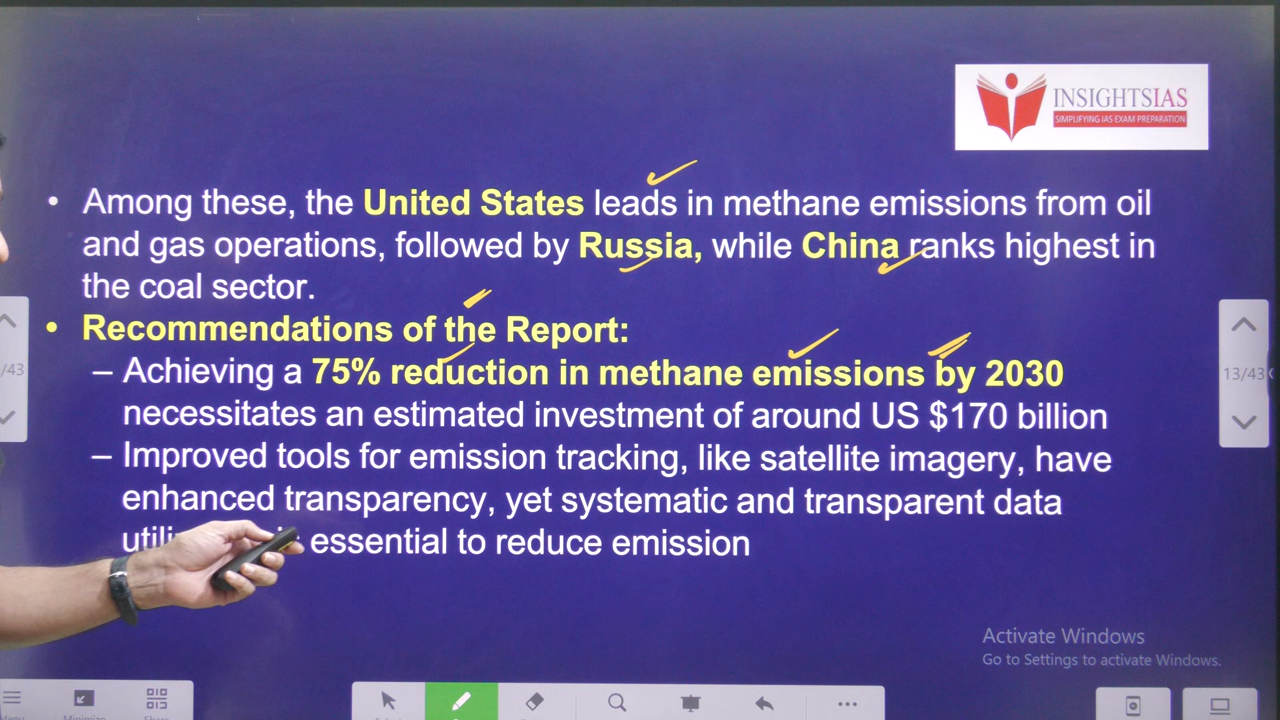 INSIGHTSIAS
SIMPLIFYING IAS EXAM PREPARATION
• Among these, the United States leads in methane emissions from oil
and gas operations, followed by Russia, while China ranks highest in
the coal sector.
• Recommendations of the Report:
– Achieving a 75% reduction in methane emissions by 2030
necessitates an estimated investment of around US $170 billion
– Improved tools for emission tracking, like satellite imagery, have
enhanced transparency, yet systematic and transparent data
essential to reduce emission
/43
13/43
Activate Windows
Go to Settings to activate Windows.
Minimize
Share